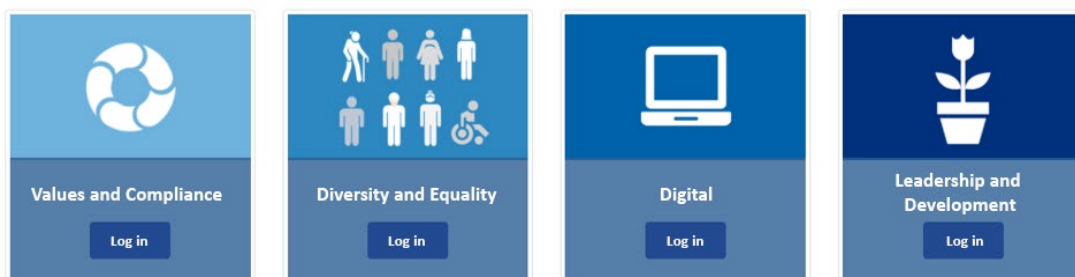 Values and Compliance
Log in
Diversity and Equality
Log in
Digital
Log in
Leadership and
Development
Log in